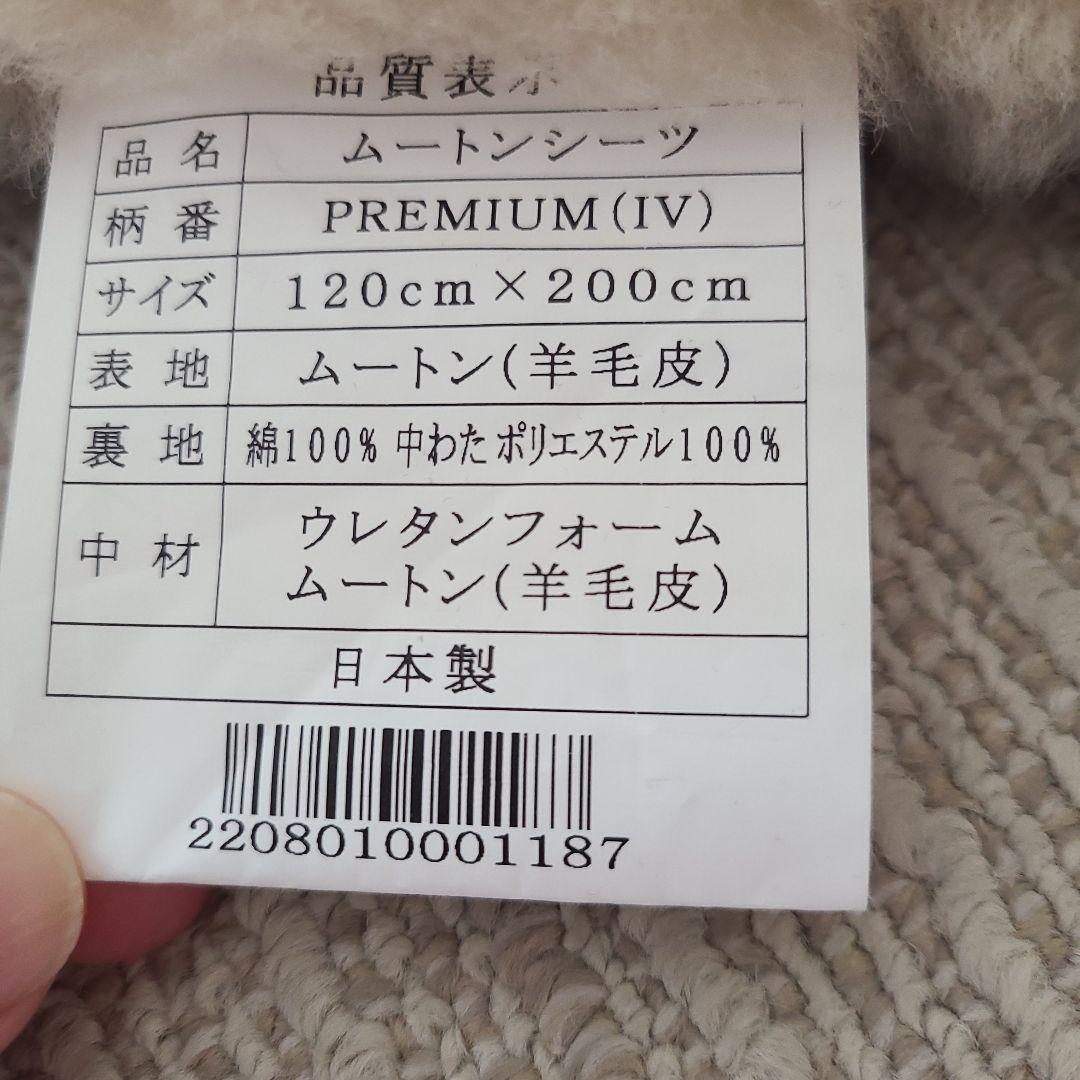 品質表示
品名 ムートンシーツ
柄番 PREMIUM(IV)
サイズ 120cm×200cm
表地 ムートン(羊毛皮)
裏地 綿100% 中わた ポリエステル100%
中材 ウレタンフォーム
ムートン(羊毛皮)
日本製
2208010001187